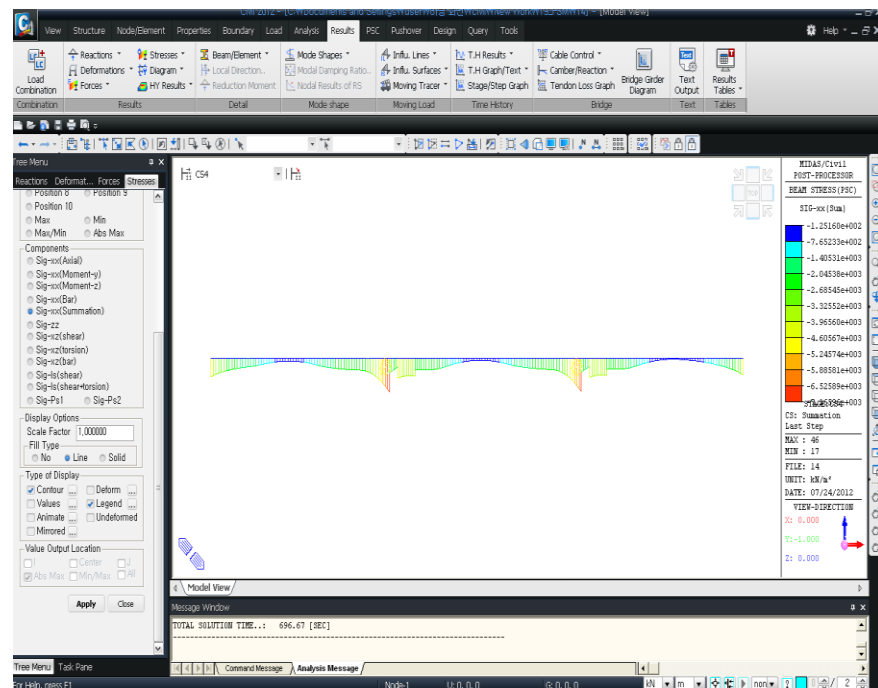 View Structure Node/Element Properties Boundary Load Analysis Results PSC Pushover Design Query Tools Help
Load Combination
Reactions
Deformations
Forces
Stresses
Diagram
HY Results
Beam/Element
Local Direction..
Reduction Moment
Mode Shapes
Modal Damping Ratio..
Nodal Results of RS
Influ. Lines
Influ. Surfaces
Moving Tracer
T.H Results
T.H Graph/Text
Stage/Step Graph
Cable Control
Camber/Reaction
Tendon Loss Graph
Bridge Girder Diagram
Text
Text Output
Results Tables
Combination Results Detail Mode shape Moving Load Time History Bridge Text Tables
Tree Menu
Reactions Deformat... Forces Stresses
Position 8 Position 9
Position 10
Max Min
Max/Min Abs Max
Components
Sig-xx(Axial)
Sig-xx(Moment-y)
Sig-xx(Moment-z)
Sig-xx(Bar)
Sig-xx(Summation)
Sig-zz
Sig-xz(shear)
Sig-xz(torsion)
Sig-xz(bar)
Sig-Is(shear)
Sig-Is(shear+torsion)
Sig-Ps1 Sig-Ps2
Display Options
Scale Factor 1,000000
Fill Type
No Line Solid
Type of Display
Contour ... Deform ...
Values ... Legend ...
Animate ... Undeformed
Mirrored ...
Value Output Location
I Center J
Abs Max Min/Max All
Apply Close
Tree Menu Task Pane
CS4
TOP
MIDAS/Civil
POST-PROCESSOR
BEAM STRESS(PSC)
SIG-xx(Sum)
-1.25160e+002
-7.65233e+002
-1.40531e+003
-2.04538e+003
-2.68545e+003
-3.32552e+003
-3.96560e+003
-4.60567e+003
-5.24574e+003
-5.88581e+003
-6.52589e+003
CS: Summation
Last Step
MAX : 46
MIN : 17
FILE: 14
UNIT: kN/m²
DATE: 07/24/2012
VIEW-DIRECTION
X: 0.000
Y:-1.000
Z: 0.000
Model View
Message Window
TOTAL SOLUTION TIME..: 696.67 [SEC]
Command Message Analysis Message
For Help, press F1 Node-1 U: 0, 0, 0 G: 0, 0, 0 kN m non 2